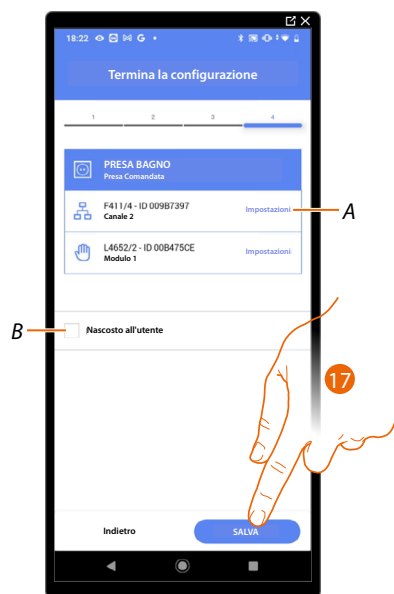 18:22 G •
Termina la configurazione
1 2 3 4
PRESA BAGNO
Presa Comandata
F411/4 - ID 009B7397
Canale 2
Impostazioni
A
L4652/2 - ID 00B475CE
Modulo 1
Impostazioni
B
Nascosto all'utente
17
Indietro
SALVA